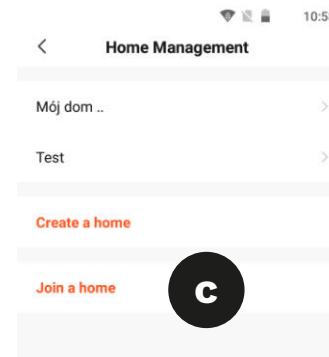 10:5
Home Management
Mój dom ..
Test
Create a home
Join a home
C